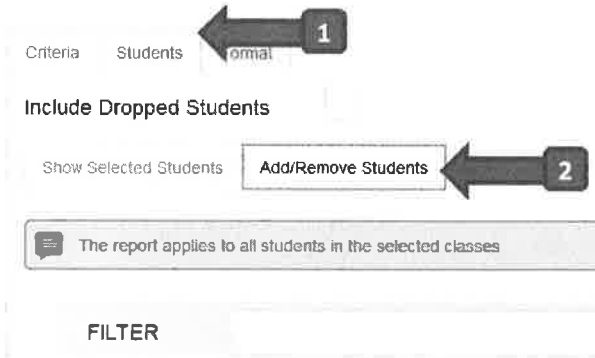 1
Criteria Students ormat
Include Dropped Students
Show Selected Students Add/Remove Students
2
The report applies to all students in the selected classes
FILTER